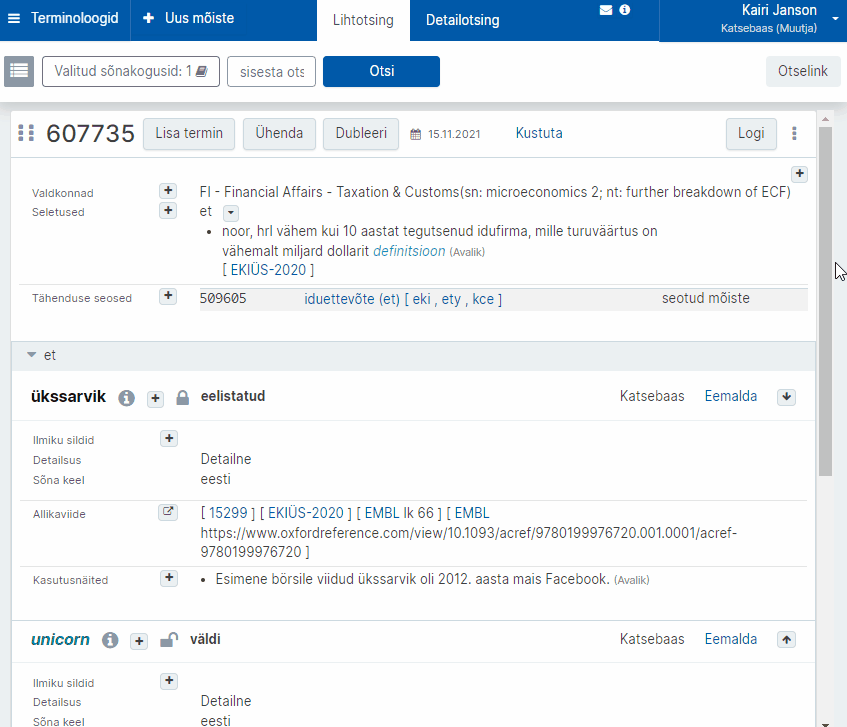 Terminoloogid
Uus mõiste
Lihtotsing
Detailotsing
Kairi Janson
Katsebaas (Muutja)
Valitud sõnakogusid: 1
sisesta ots
Otsi
Otselink
607735
Lisa termin
Ühenda
Dubleeri
15.11.2021
Kustuta
Logi
Valdkonnad
FI - Financial Affairs - Taxation & Customs(sn: microeconomics 2; nt: further breakdown of ECF)
Seletused
et
• noor, hrl vähem kui 10 aastat tegutsenud idufirma, mille turuväärtus on
vähemalt miljard dollarit definitsioon (Avalik)
[ EKIÜS-2020 ]
Tähenduse seosed
509605 iduettevõte (et) [ eki , ety , kce ] seotud mõiste
et
ükssarvik
eelistatud
Katsebaas
Eemalda
Ilmiku sildid
Detailsus Detailne
Sõna keel eesti
Allikaviide [ 15299 ] [ EKIÜS-2020 ] [ EMBL lk 66 ] [ EMBL
https://www.oxfordreference.com/view/10.1093/acref/9780199976720.001.0001/acref-
9780199976720 ]
Kasutusnäited • Esimene börsile viidud ükssarvik oli 2012. aasta mais Facebook. (Avalik)
unicorn
väldi
Katsebaas
Eemalda
Ilmiku sildid
Detailsus Detailne
Sõna keel eesti